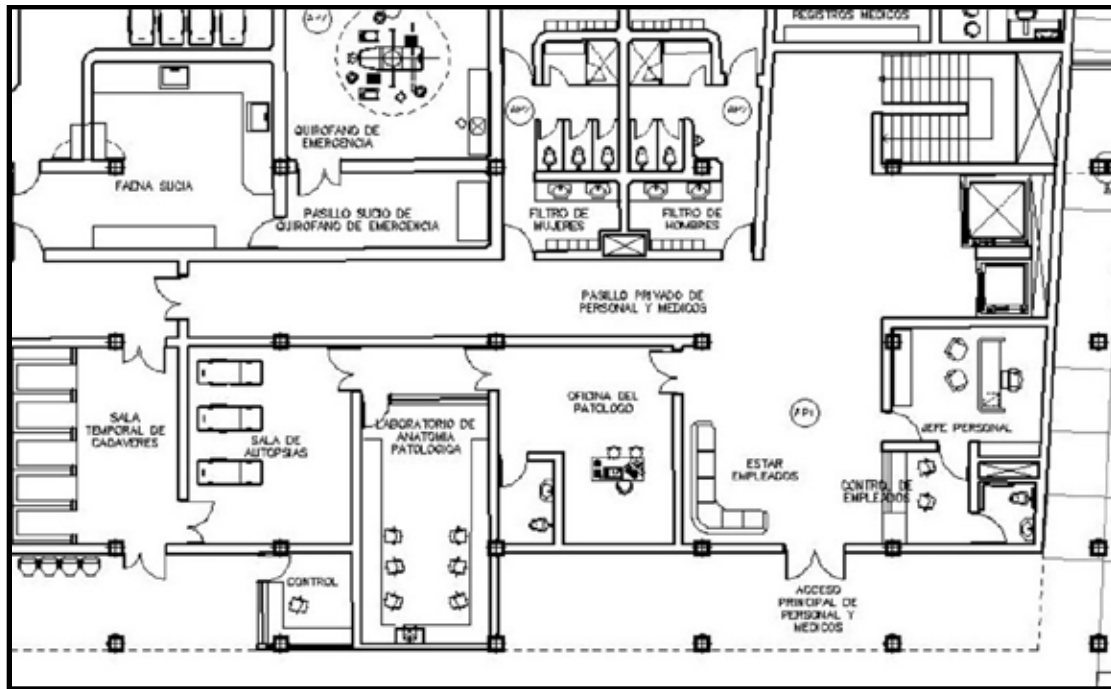 REGISTROS MEDICOS
QUIROFANO DE
EMERGENCIA
FAENA SUCIA
PASILLO SUCIO DE
QUIROFANO DE EMERGENCIA
FILTRO DE
MUJERES
FILTRO DE
HOMBRES
PASILLO PRIVADO DE
PERSONAL Y MEDICOS
SALA
TEMPORAL DE
CADAVERES
SALA DE
AUTOPSIAS
LABORATORIO DE
ANATOMIA
PATOLOGICA
OFICINA DEL
PATOLOGO
ESTAR
EMPLEADOS
AP1
JEFE PERSONAL
CONTROL DE
EMPLEADOS
CONTROL
ACCESO
PRINCIPAL DE
PERSONAL Y
MEDICOS